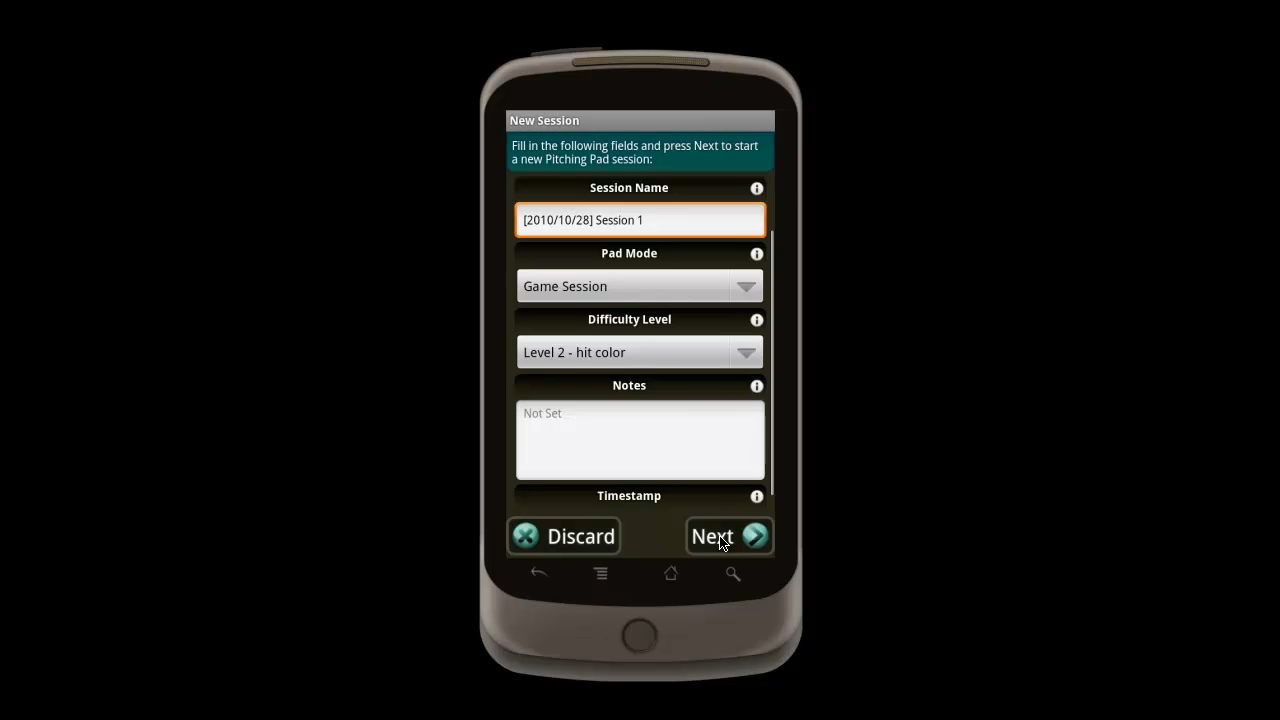 New Session
Fill in the following fields and press Next to start
a new Pitching Pad session:
Session Name
[2010/10/28] Session 1
Pad Mode
Game Session
Difficulty Level
Level 2 - hit color
Notes
Not Set
Timestamp
Discard
Next